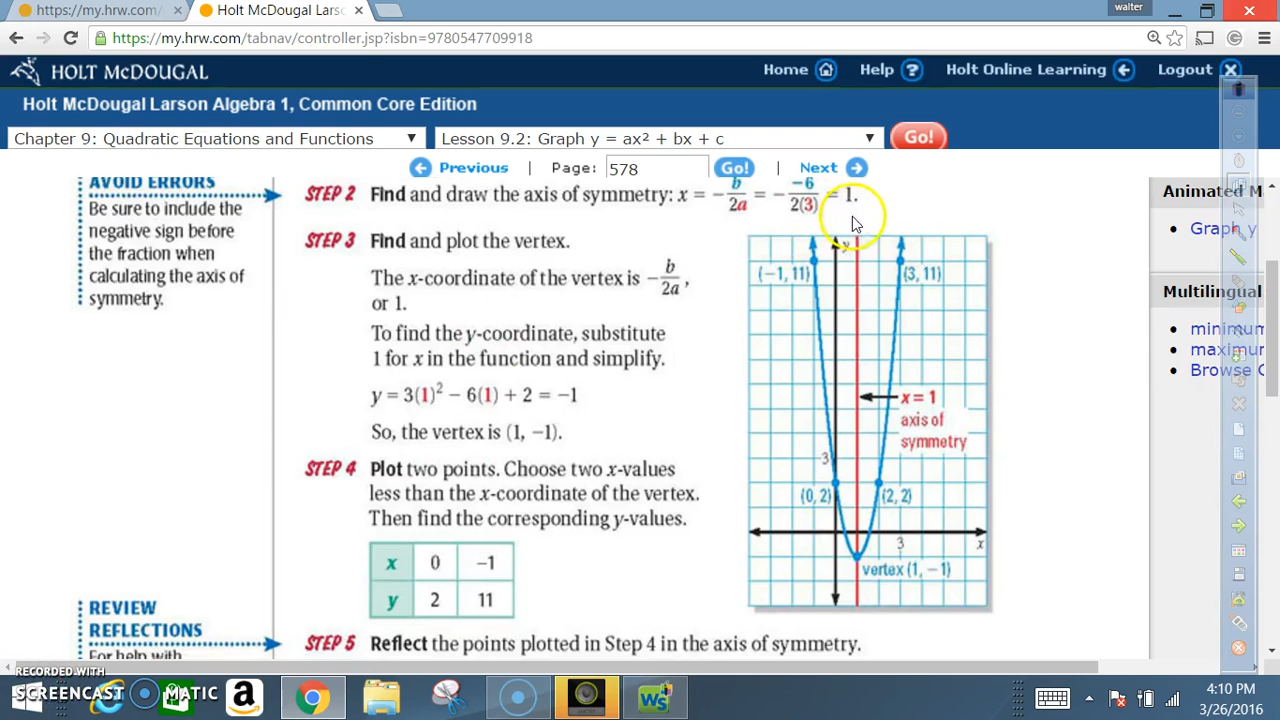 https://my.hrw.com/tabnav/
Holt McDougal Lars
walter
https://my.hrw.com/tabnav/controller.jsp?isbn=9780547709918
HOLT MCDOUGAL
Home
Help ?
Holt Online Learning
Logout X
Holt McDougal Larson Algebra 1, Common Core Edition
Chapter 9: Quadratic Equations and Functions
Lesson 9.2: Graph y = ax² + bx + c
Go!
Previous | Page: 578 Go! | Next
AVOID ERRORS
Be sure to include the
negative sign before
the fraction when
calculating the axis of
symmetry.
STEP 2 Find and draw the axis of symmetry: x = −b/2a = −−6/2(3) = 1.
STEP 3 Find and plot the vertex.
The x-coordinate of the vertex is −b/2a,
or 1.
To find the y-coordinate, substitute
1 for x in the function and simplify.
y = 3(1)² − 6(1) + 2 = −1
So, the vertex is (1, −1).
STEP 4 Plot two points. Choose two x-values
less than the x-coordinate of the vertex.
Then find the corresponding y-values.
x 0 −1
y 2 11
y
(−1, 11)
(3, 11)
x = 1
axis of
symmetry
3
(0, 2)
(2, 2)
3
x
vertex (1, −1)
REVIEW
REFLECTIONS
For help with
STEP 5 Reflect the points plotted in Step 4 in the axis of symmetry.
Animated M
Graph y
Multilingual
minimum
maximu
Browse
RECORDED WITH
SCREENCAST MATIC
4:10 PM
3/26/2016